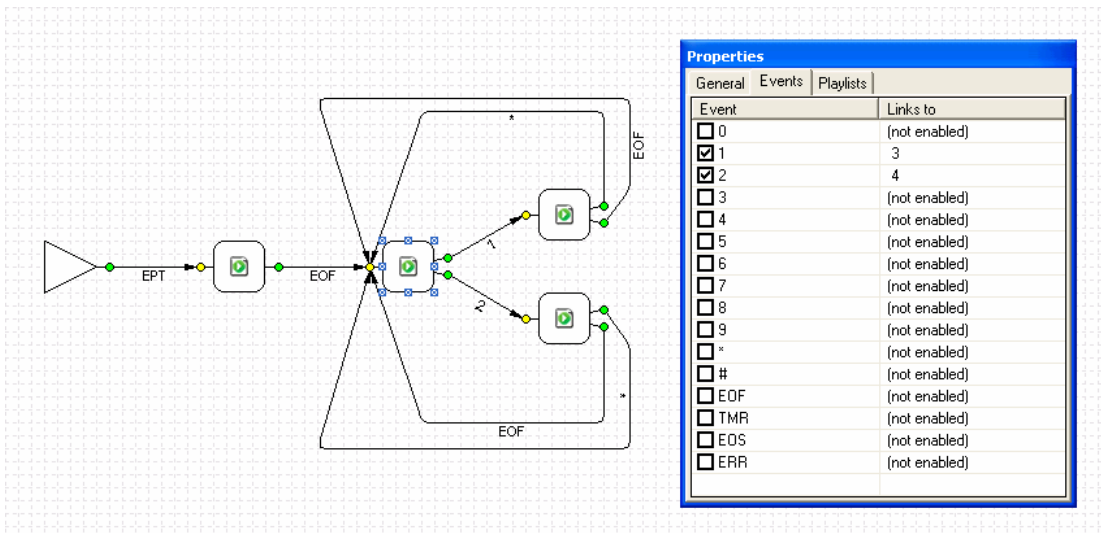 EPT
EOF
*
EOF
1
2
*
EOF
Properties
General Events Playlists
Event Links to
0 (not enabled)
1 3
2 4
3 (not enabled)
4 (not enabled)
5 (not enabled)
6 (not enabled)
7 (not enabled)
8 (not enabled)
9 (not enabled)
* (not enabled)
# (not enabled)
EOF (not enabled)
TMR (not enabled)
EOS (not enabled)
ERR (not enabled)